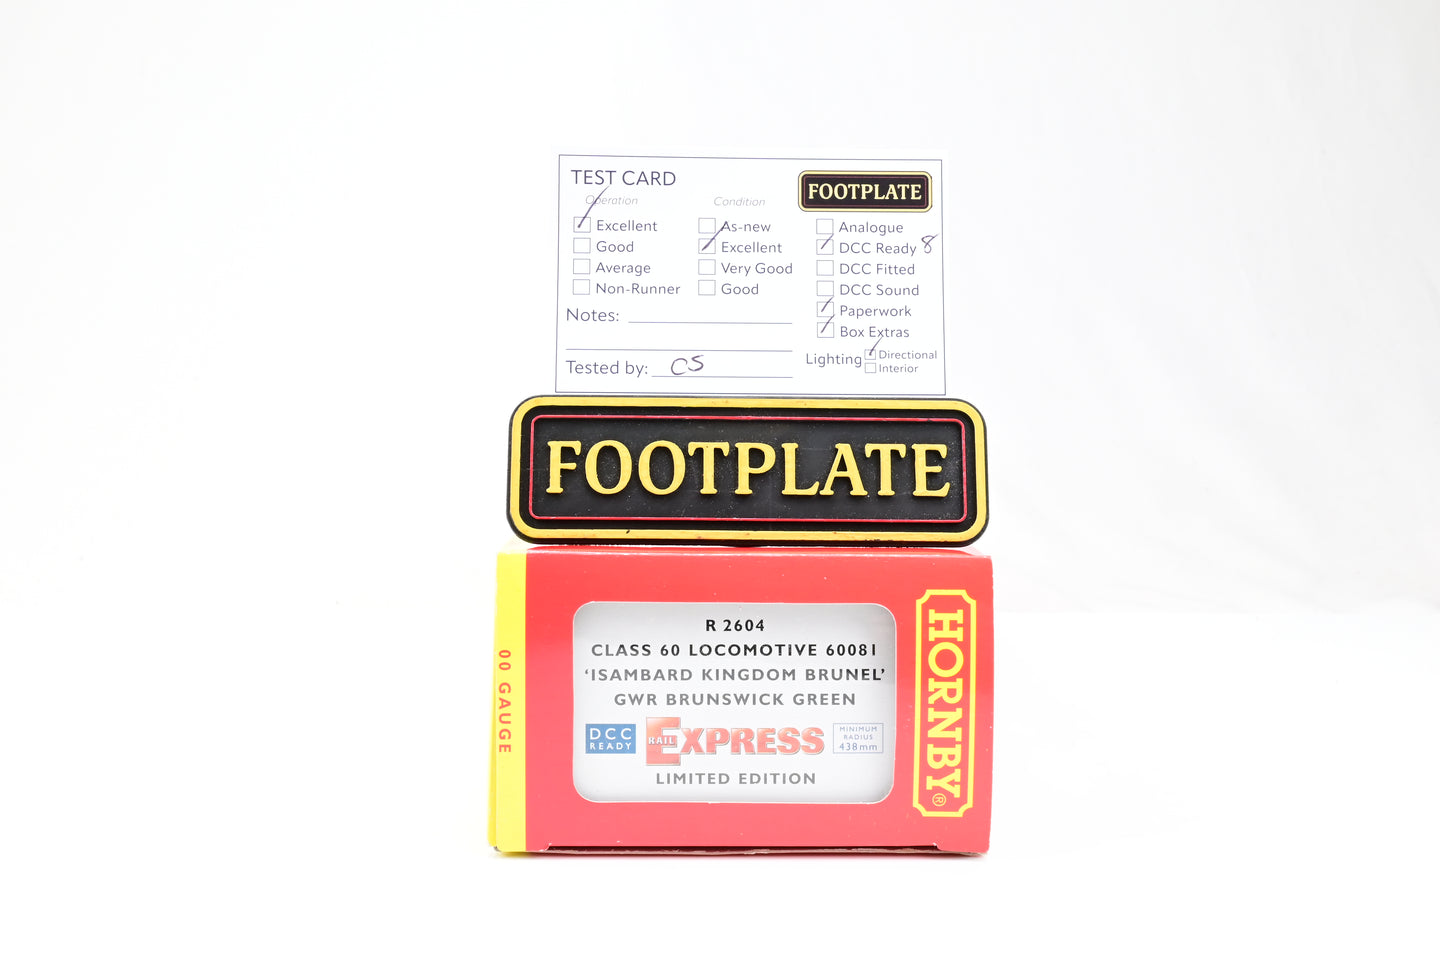 TEST CARD
FOOTPLATE
Operation
Excellent
Good
Average
Non-Runner
Condition
As-new
Excellent
Very Good
Good
Analogue
DCC Ready 8
DCC Fitted
DCC Sound
Paperwork
Box Extras
Notes:
Tested by: CS
Lighting
Directional
Interior
FOOTPLATE
00 GAUGE
R 2604
CLASS 60 LOCOMOTIVE 60081
‘ISAMBARD KINGDOM BRUNEL’
GWR BRUNSWICK GREEN
DCC
READY
RAIL EXPRESS
MINIMUM
RADIUS
438mm
LIMITED EDITION
HORNBY®